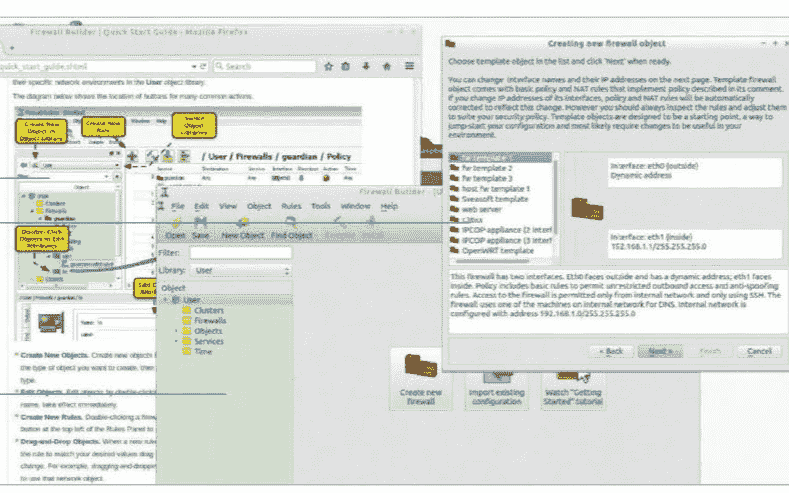 Firewall Builder | Quick Start Guide - Mozilla Firefox
quick_start_guide.shtml
Search
their specific network environments in the User object library.
The diagram below shows the location of buttons for many common actions.
Window Help
/ User / Firewalls / guardian / Policy
Object
User
Clusters
Firewalls
guardian
Create New Objects. Create new objects
the type of object you want to create, then
type.
Edit Objects. Edit objects by double-clicking
name, take effect immediately.
Create New Rules. Double-clicking a firewall
button at the top left of the Rules Panel to
Drag-and-Drop Objects. When a new rule
the rule to match your desired values drag
change. For example, dragging and dropping
to use that network object.
Firewall Builder - [U
File Edit View Object Rules Tools Window Help
Open Save New Object Find Object
Filter:
Library: User
Object
User
Clusters
Firewalls
Objects
Services
Time
Create new
firewall
Import existing
configuration
Watch "Getting
Started" tutorial
Creating new firewall object
Choose template object in the list and click 'Next' when ready.
You can change interface names and their IP addresses on the next page. Template firewall
object comes with basic policy and NAT rules that implement policy described in its comment.
If you change IP addresses of its interfaces, policy and NAT rules will be automatically
corrected to reflect this change. However you should always inspect the rules and adjust them
to suite your security policy. Template objects are designed to be a starting point, a way to
jump-start your configuration and most likely require changes to be useful in your
environment.
fw template 1
fw template 2
fw template 3
host fw template 1
Sveasoft template
web server
Citrix
IPCOP appliance (2 interf
IPCOP appliance (3 interf
OpenWRT template
Interface: eth0 (outside)
Dynamic address
Interface: eth1 (inside)
192.168.1.1/255.255.255.0
This firewall has two interfaces. Eth0 faces outside and has a dynamic address; eth1 faces
inside. Policy includes basic rules to permit unrestricted outbound access and anti-spoofing
rules. Access to the firewall is permitted only from internal network and only using SSH. The
firewall uses one of the machines on internal network for DNS. Internal network is
configured with address 192.168.1.0/255.255.255.0
< Back Next > Finish Cancel